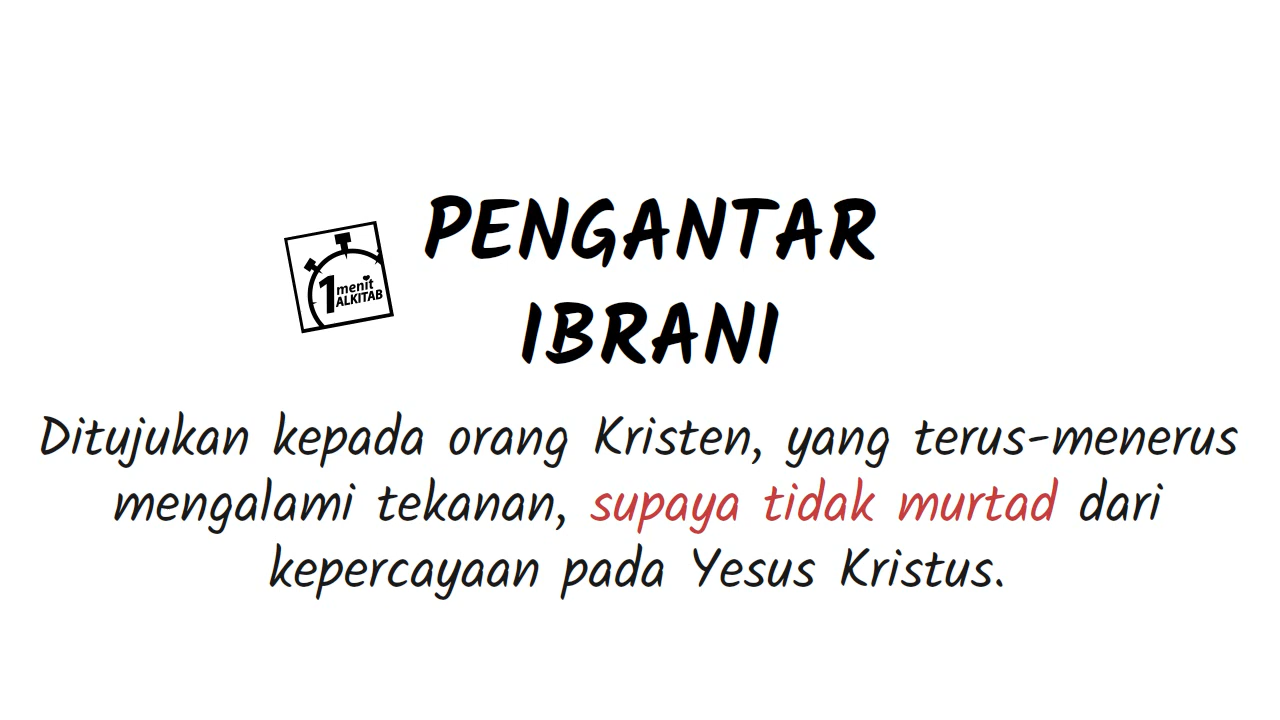 PENGANTAR
IBRANI
1 menit
ALKITAB
Ditujukan kepada orang Kristen, yang terus-menerus
mengalami tekanan, supaya tidak murtad dari
kepercayaan pada Yesus Kristus.